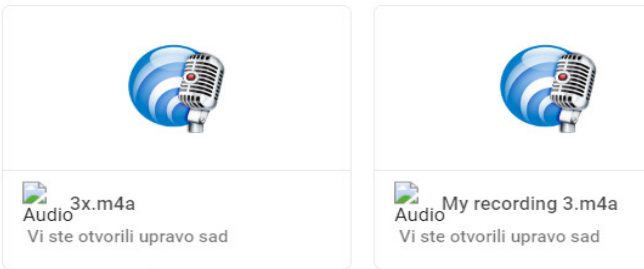 3x.m4a
Audio
Vi ste otvorili upravo sad
My recording 3.m4a
Audio
Vi ste otvorili upravo sad